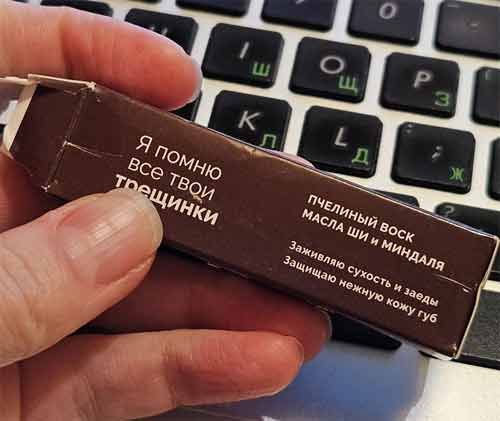 I
Ш
O
Щ
P
З
K
Л
L
Д
;
Ж
Я ПОМНЮ
ВСЕ ТВОИ
ТРЕЩИНКИ
ПЧЕЛИНЫЙ ВОСК
МАСЛА ШИ и МИНДАЛЯ
Заживляю сухость и заеды
Защищаю нежную кожу губ